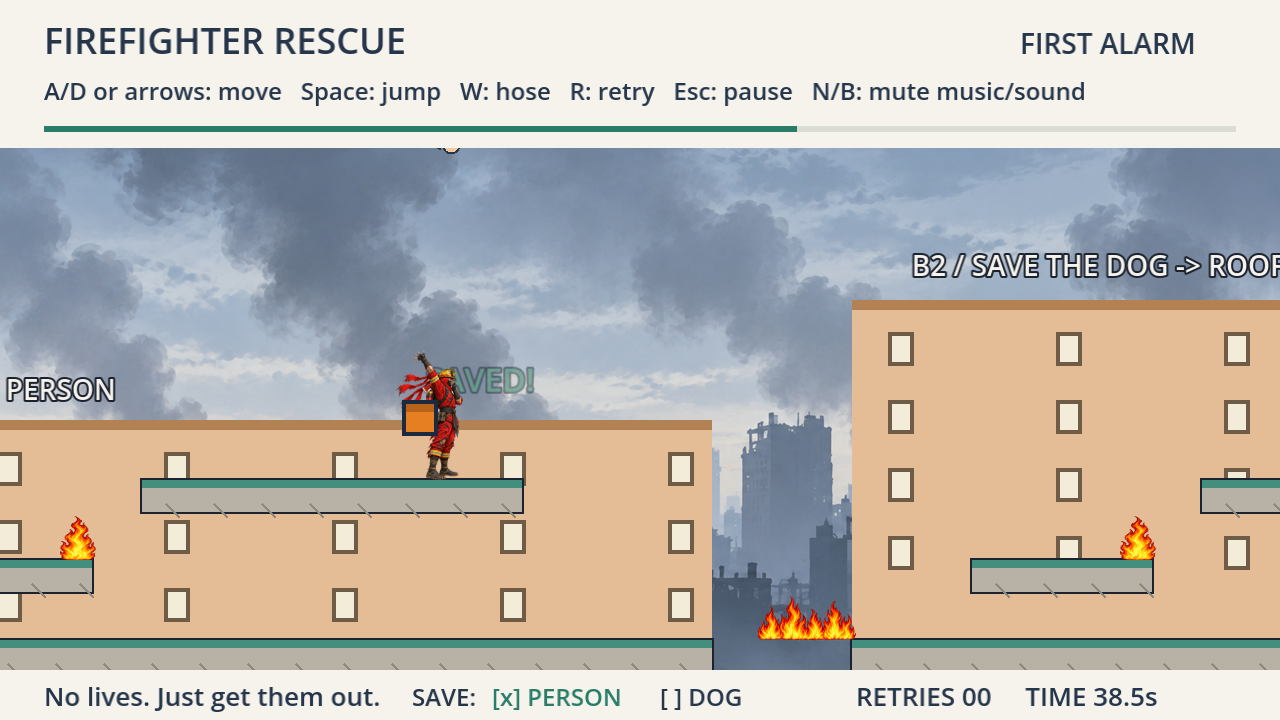 FIREFIGHTER RESCUE
FIRST ALARM
A/D or arrows: move Space: jump W: hose R: retry Esc: pause N/B: mute music/sound
B2 / SAVE THE DOG -> ROOF
AVED!
PERSON
No lives. Just get them out. SAVE: [x] PERSON [ ] DOG RETRIES 00 TIME 38.5s